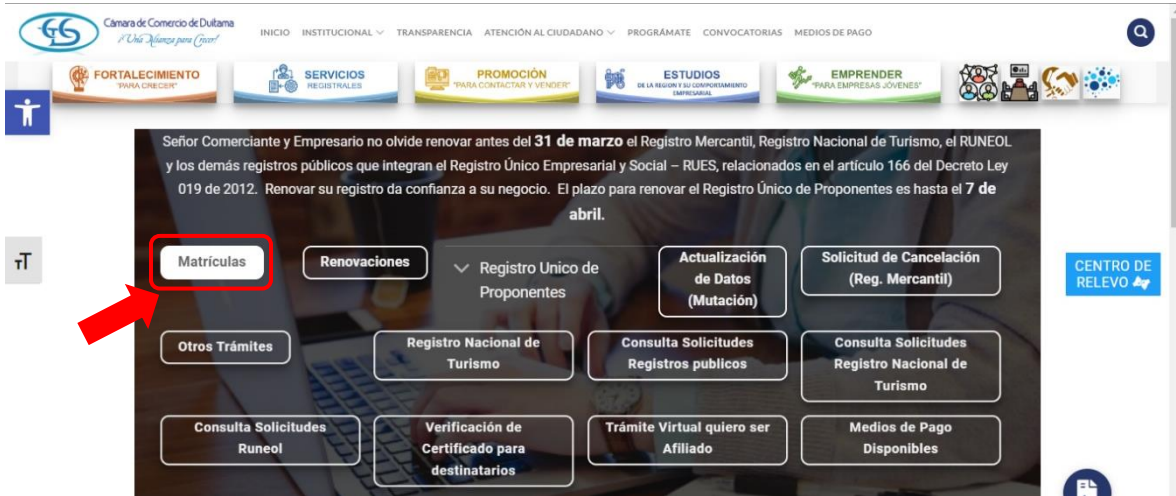 Cámara de Comercio de Duitama
¡Una Alianza para Crecer!
INICIO INSTITUCIONAL TRANSPARENCIA ATENCIÓN AL CIUDADANO PROGRÁMATE CONVOCATORIAS MEDIOS DE PAGO
FORTALECIMIENTO
"PARA CRECER"
SERVICIOS
REGISTRALES
PROMOCIÓN
"PARA CONTACTAR Y VENDER"
ESTUDIOS
DE LA REGION Y SU COMPORTAMIENTO
EMPRESARIAL
EMPRENDER
"PARA EMPRESAS JÓVENES"
Señor Comerciante y Empresario no olvide renovar antes del 31 de marzo el Registro Mercantil, Registro Nacional de Turismo, el RUNEOL
y los demás registros públicos que integran el Registro Único Empresarial y Social – RUES, relacionados en el artículo 166 del Decreto Ley
019 de 2012. Renovar su registro da confianza a su negocio. El plazo para renovar el Registro Único de Proponentes es hasta el 7 de
abril.
Matrículas
Renovaciones
Registro Unico de
Proponentes
Actualización
de Datos
(Mutación)
Solicitud de Cancelación
(Reg. Mercantil)
TT
CENTRO DE
RELEVO
Otros Trámites
Registro Nacional de
Turismo
Consulta Solicitudes
Registros publicos
Consulta Solicitudes
Registro Nacional de
Turismo
Consulta Solicitudes
Runeol
Verificación de
Certificado para
destinatarios
Trámite Virtual quiero ser
Afiliado
Medios de Pago
Disponibles